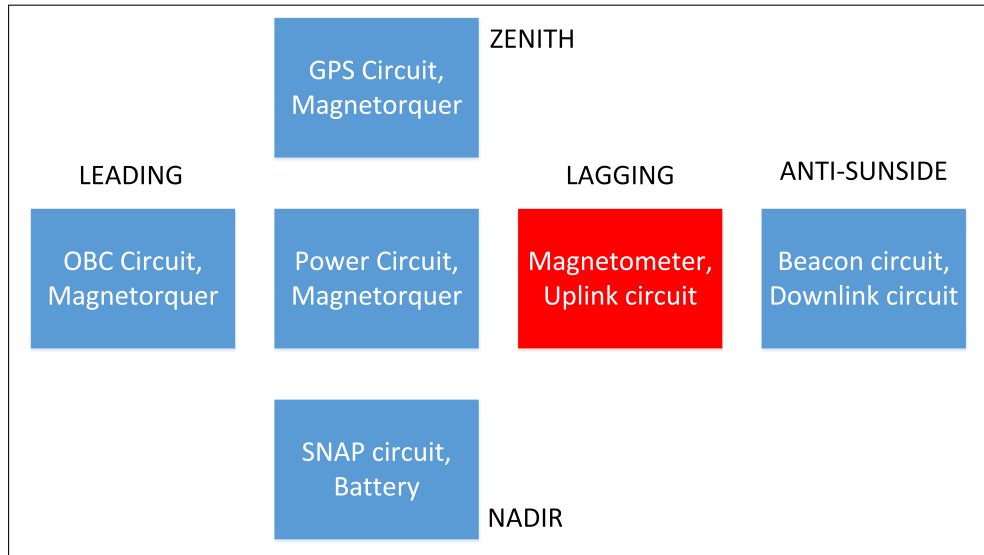 GPS Circuit,
Magnetorquer
ZENITH
LEADING
LAGGING
ANTI-SUNSIDE
OBC Circuit,
Magnetorquer
Power Circuit,
Magnetorquer
Magnetometer,
Uplink circuit
Beacon circuit,
Downlink circuit
SNAP circuit,
Battery
NADIR